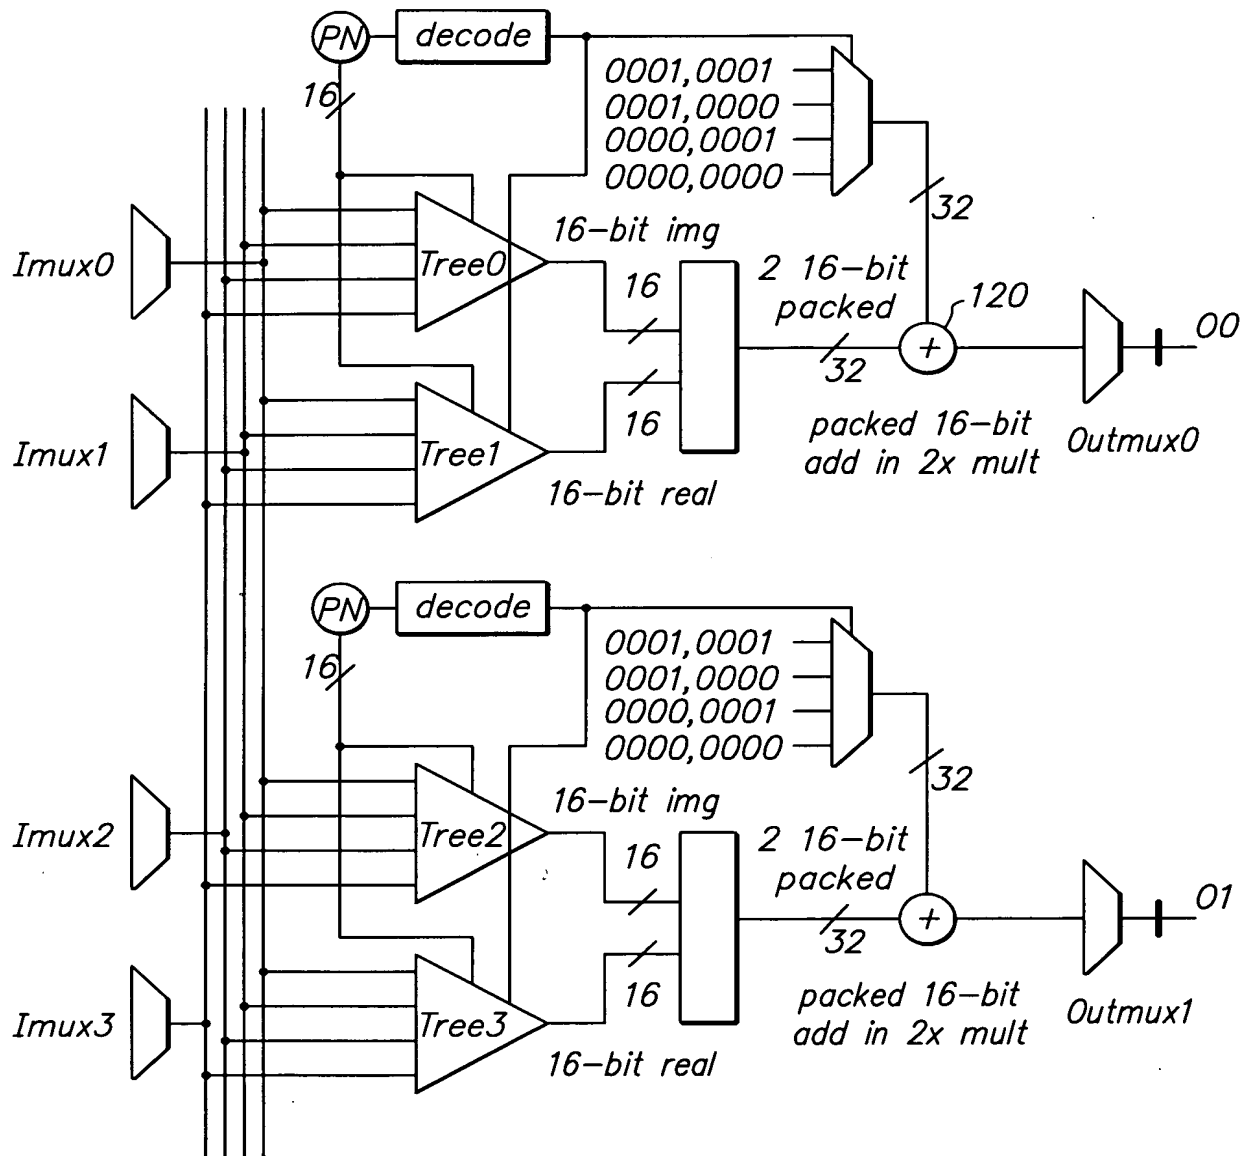 PN
decode
16
0001,0001
0001,0000
0000,0001
0000,0000
32
Imux0
Tree0
16-bit img
16
2 16-bit
packed
32
120
00
16
Imux1
Tree1
16-bit real
packed 16-bit
add in 2x mult
Outmux0
PN
decode
16
0001,0001
0001,0000
0000,0001
0000,0000
32
Imux2
Tree2
16-bit img
16
2 16-bit
packed
32
01
16
Imux3
Tree3
16-bit real
packed 16-bit
add in 2x mult
Outmux1